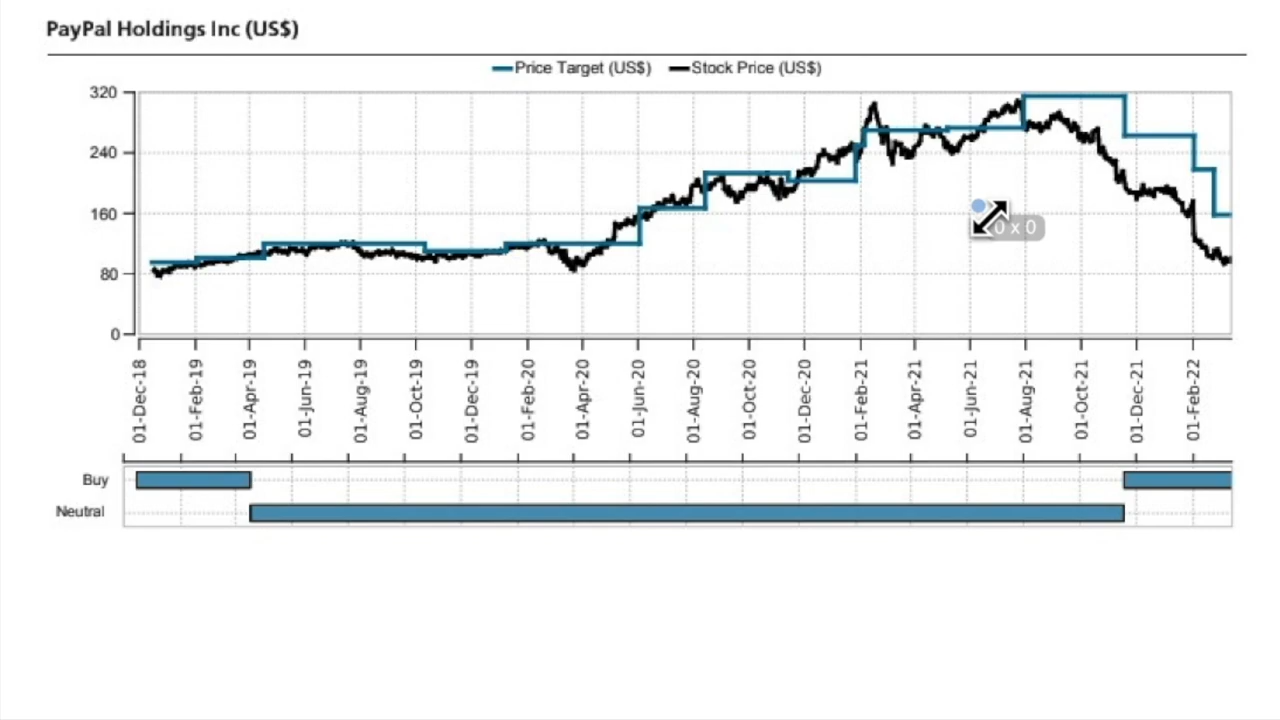 PayPal Holdings Inc (US$)
Price Target (US$) Stock Price (US$)
320
240
160
80
0
0 x 0
01-Dec-18 01-Feb-19 01-Apr-19 01-Jun-19 01-Aug-19 01-Oct-19 01-Dec-19 01-Feb-20 01-Apr-20 01-Jun-20 01-Aug-20 01-Oct-20 01-Dec-20 01-Feb-21 01-Apr-21 01-Jun-21 01-Aug-21 01-Oct-21 01-Dec-21 01-Feb-22
Buy
Neutral